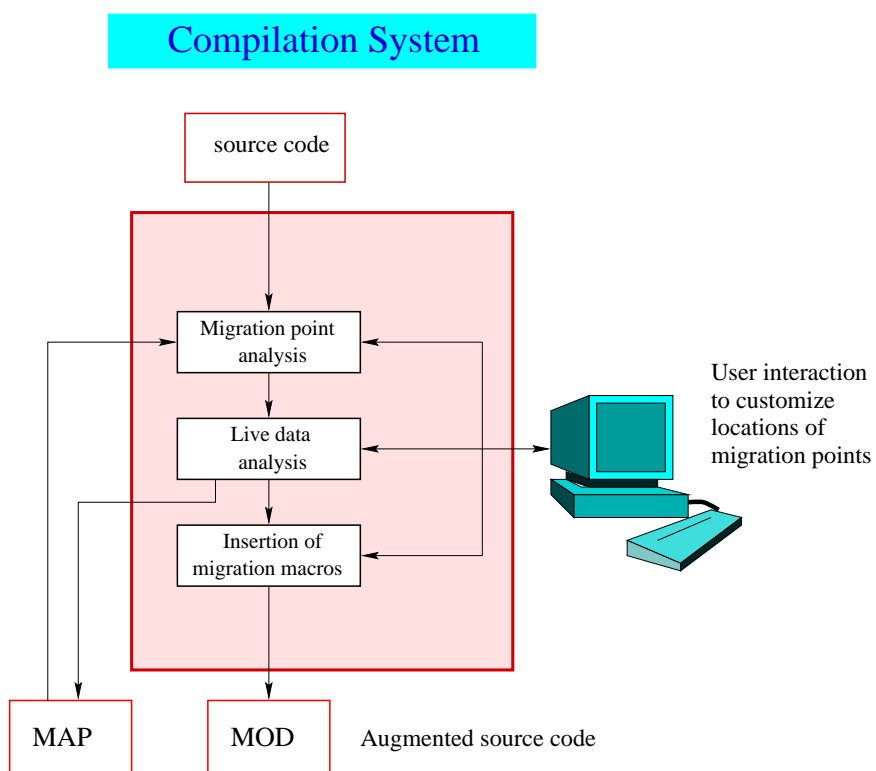 Compilation System
source code
Migration point
analysis
Live data
analysis
Insertion of
migration macros
User interaction
to customize
locations of
migration points
MAP
MOD
Augmented source code